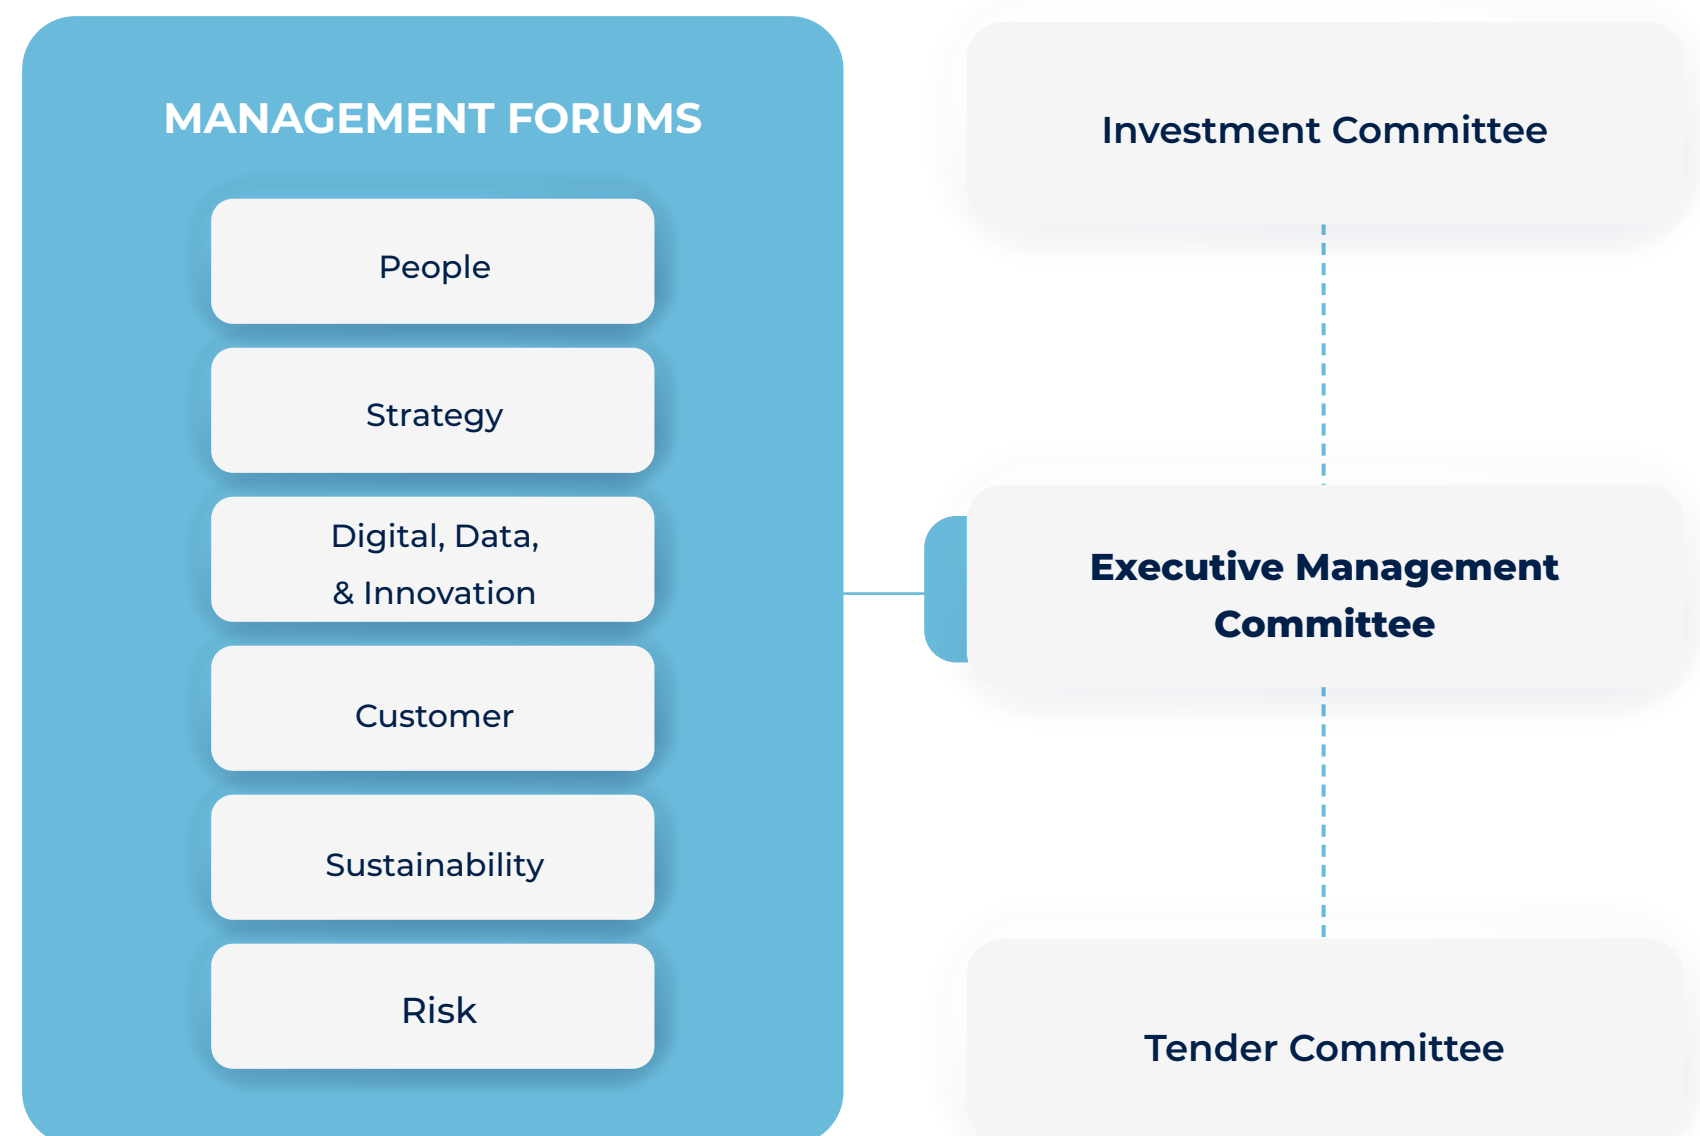 MANAGEMENT FORUMS
People
Strategy
Digital, Data,
& Innovation
Customer
Sustainability
Risk
Investment Committee
Executive Management
Committee
Tender Committee